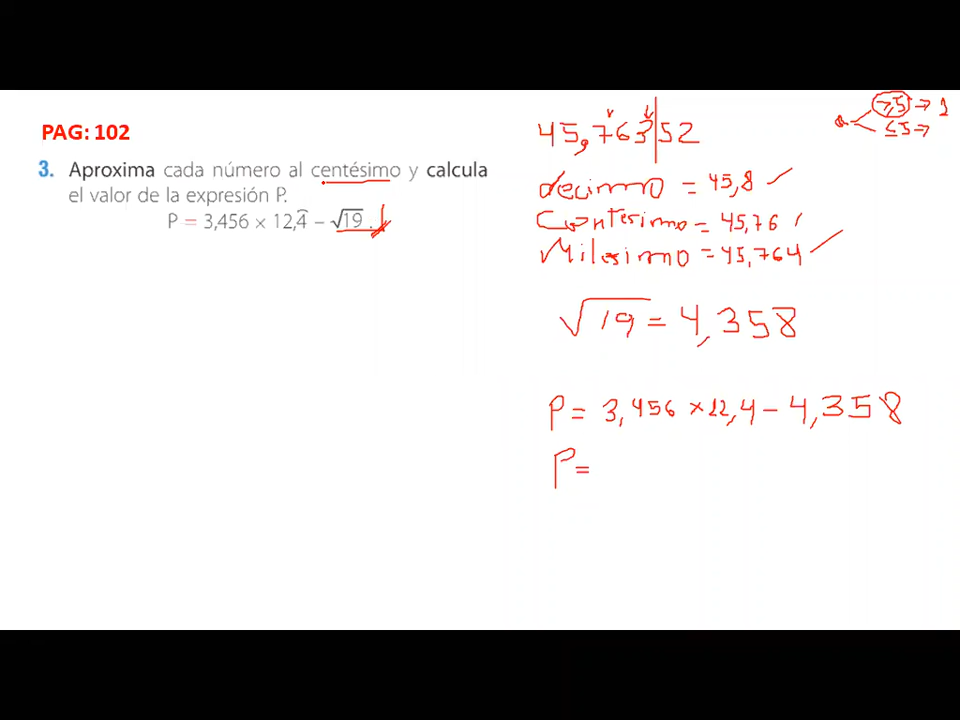 PAG: 102
3. Aproxima cada número al centésimo y calcula
el valor de la expresión P.
P = 3,456 × 12,4̂ – √19 .
45,763|52
décimo = 45,8
Centesimo = 45,76
Milesimo = 45,764
√19 = 4,358
P = 3,456 × 12,4 – 4,358
P =